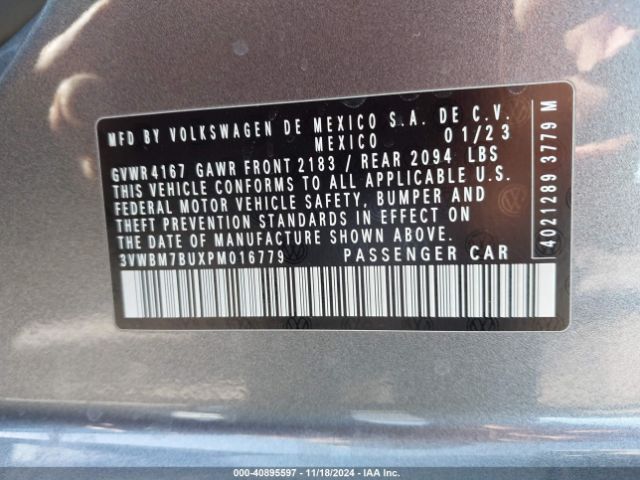 MFD BY VOLKSWAGEN DE MEXICO S.A. DE C.V.
MEXICO 01/23
GVWR4167 GAWR FRONT 2183 / REAR 2094 LBS
THIS VEHICLE CONFORMS TO ALL APPLICABLE U.S.
FEDERAL MOTOR VEHICLE SAFETY, BUMPER AND
THEFT PREVENTION STANDARDS IN EFFECT ON
DATE OF MANUFACTURE SHOWN ABOVE.
3VWBM7BUXPM016779 PASSENGER CAR
4021289 3779 M
000-40895597 - 11/18/2024 - IAA Inc.